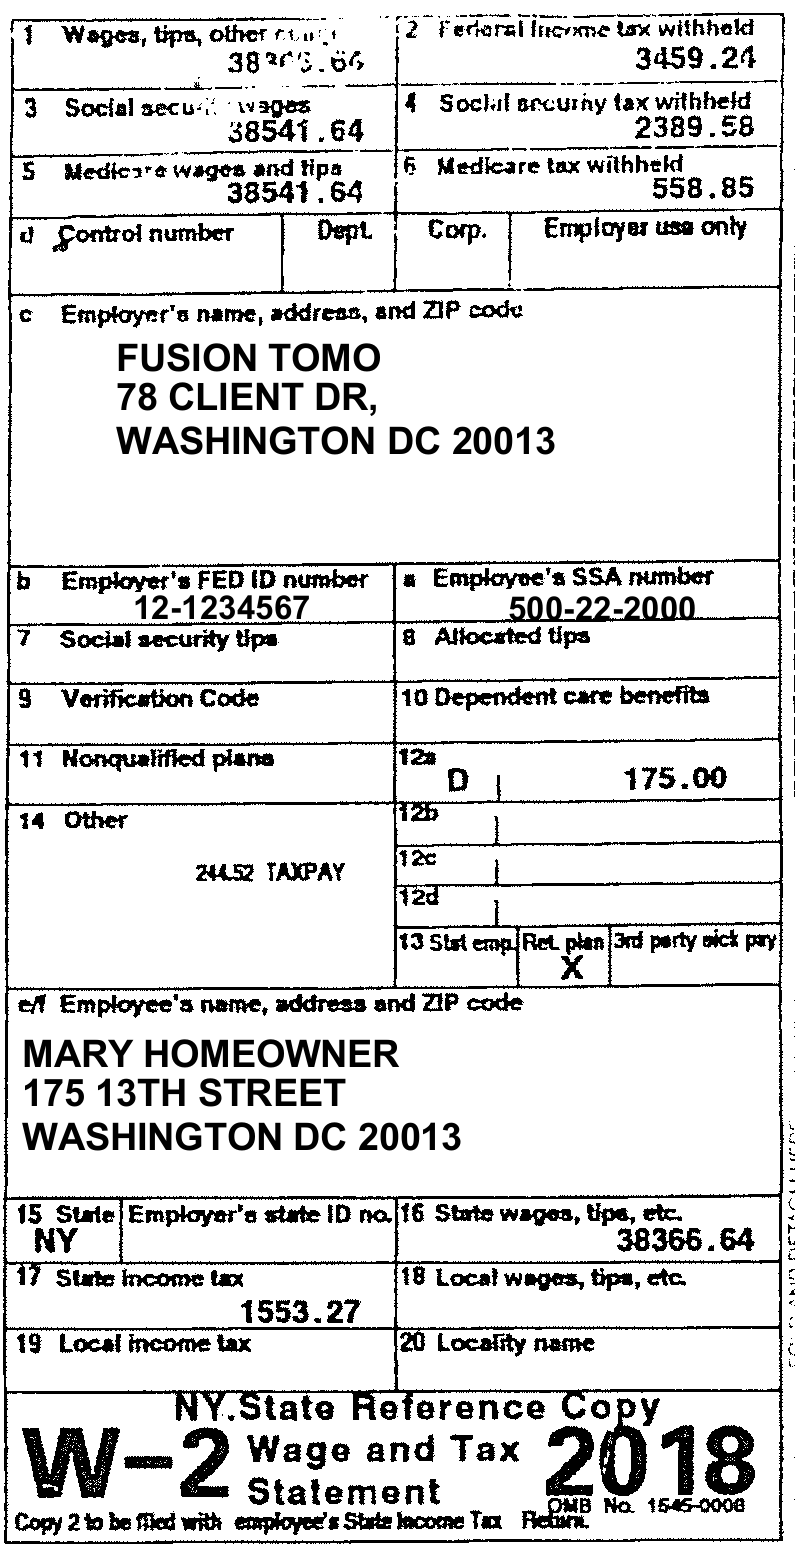 1 Wages, tips, other
2 Federal income tax withheld
3459.24
3 Social security wages
38541.64
4 Social security tax withheld
2389.58
5 Medicare wages and tips
38541.64
6 Medicare tax withheld
558.85
d Control number
Dept.
Corp.
Employer use only
c Employer's name, address, and ZIP code
FUSION TOMO
78 CLIENT DR,
WASHINGTON DC 20013
b Employer's FED ID number
12-1234567
a Employee's SSA number
500-22-2000
7 Social security tips
8 Allocated tips
9 Verification Code
10 Dependent care benefits
11 Nonqualified plans
12a
D 175.00
14 Other
244.52 TAXPAY
12b
12c
12d
13 Stat emp.
Ret. plan
X
3rd party sick pay
e/f Employee's name, address and ZIP code
MARY HOMEOWNER
175 13TH STREET
WASHINGTON DC 20013
15 State
NY
Employer's state ID no.
16 State wages, tips, etc.
38366.64
17 State income tax
1553.27
18 Local wages, tips, etc.
19 Local income tax
20 Locality name
NY.State Reference Copy
W-2 Wage and Tax
Statement
2018
OMB No. 1545-0008
Copy 2 to be filed with employee's State Income Tax Return.